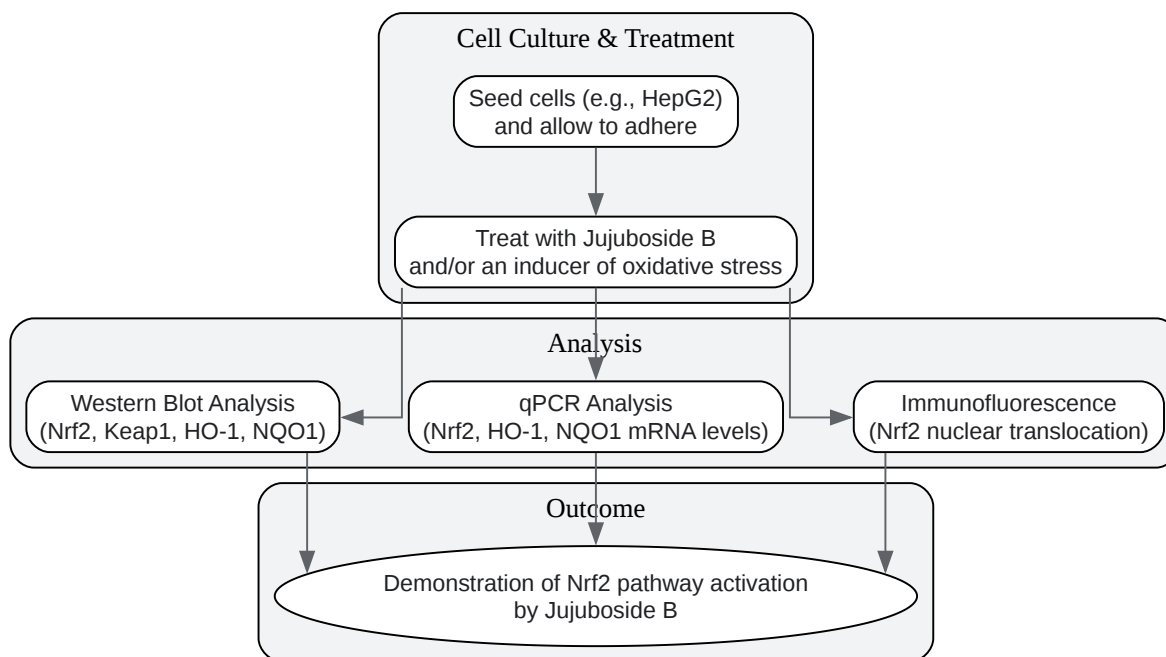 Cell Culture & Treatment
Seed cells (e.g., HepG2)
and allow to adhere
Treat with Jujuboside B
and/or an inducer of oxidative stress
Analysis
Western Blot Analysis
(Nrf2, Keap1, HO-1, NQO1)
qPCR Analysis
(Nrf2, HO-1, NQO1 mRNA levels)
Immunofluorescence
(Nrf2 nuclear translocation)
Outcome
Demonstration of Nrf2 pathway activation
by Jujuboside B